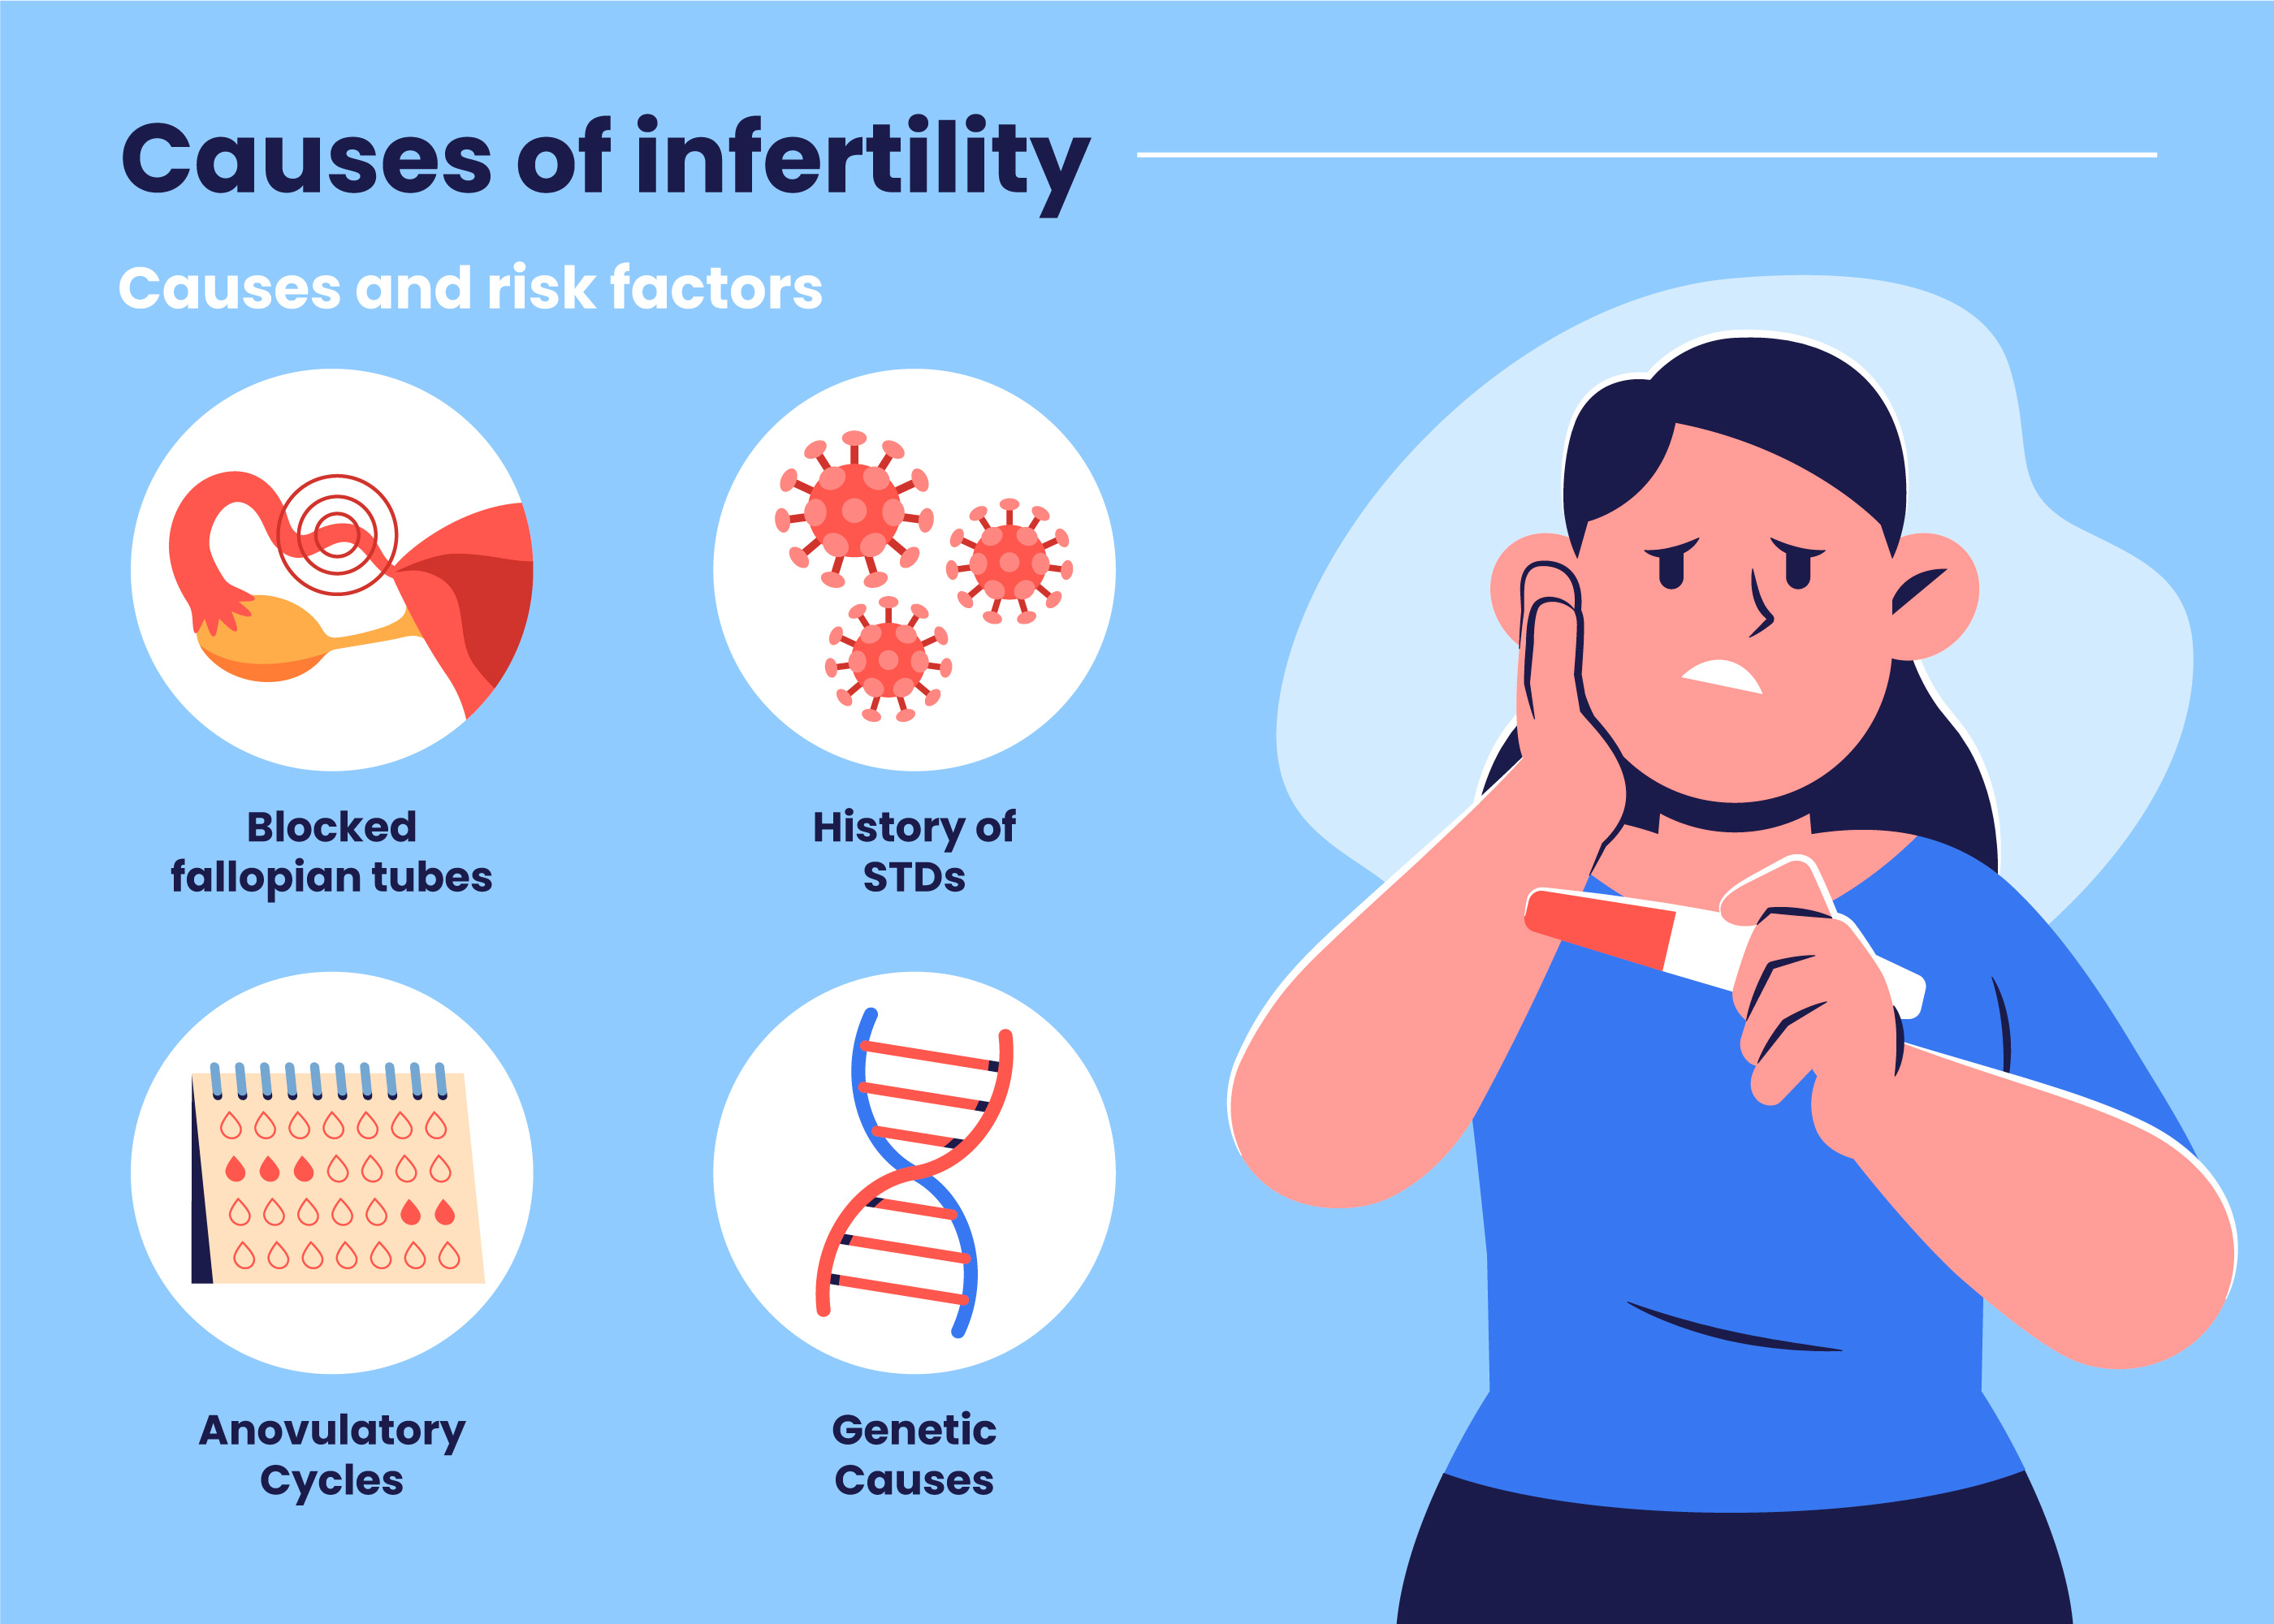 Causes of infertility
Causes and risk factors
Blocked
fallopian tubes
History of
STDs
Anovulatory
Cycles
Genetic
Causes